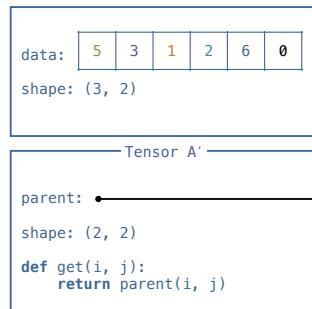 data: 5 3 1 2 6 0
shape: (3, 2)
Tensor A′
parent:
shape: (2, 2)
def get(i, j):
    return parent(i, j)